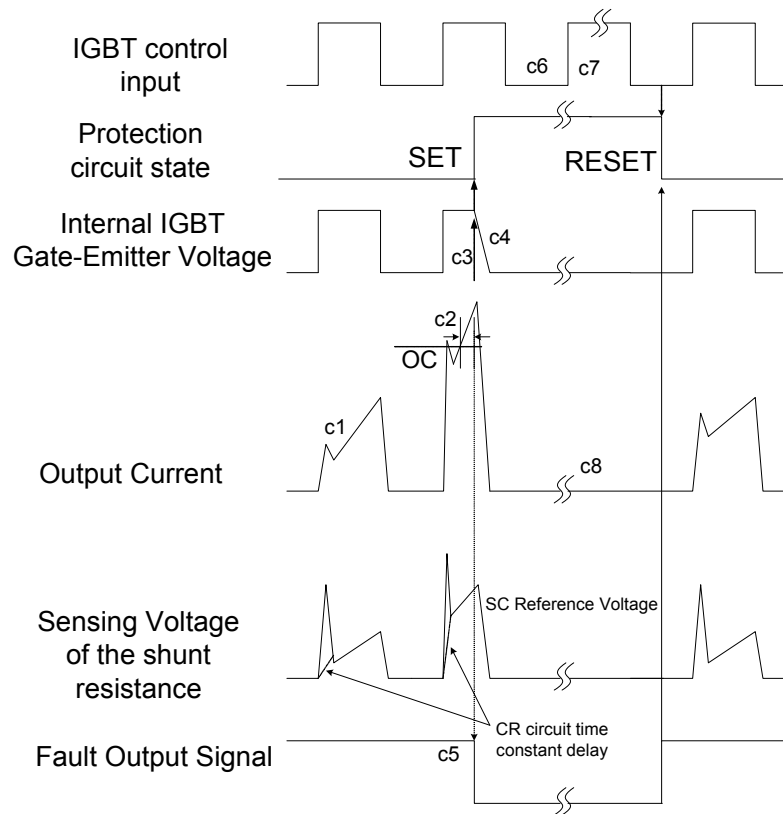 IGBT control
input
c6
c7
Protection
circuit state
SET
RESET
Internal IGBT
Gate-Emitter Voltage
c3
c4
c2
OC
c1
Output Current
c8
SC Reference Voltage
Sensing Voltage
of the shunt
resistance
CR circuit time
constant delay
Fault Output Signal
c5